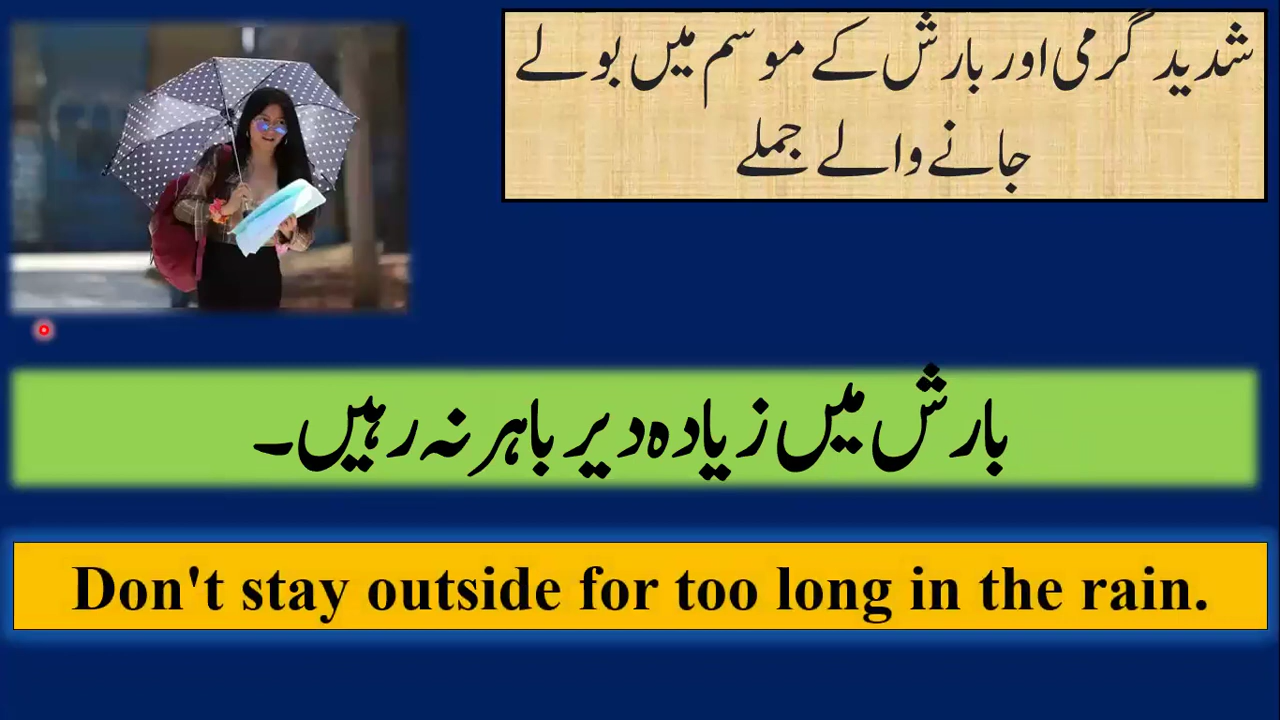 شدید گرمی اور بارش کے موسم میں بولے
جانے والے جملے
بارش میں زیادہ دیر باہر نہ رہیں۔
Don't stay outside for too long in the rain.